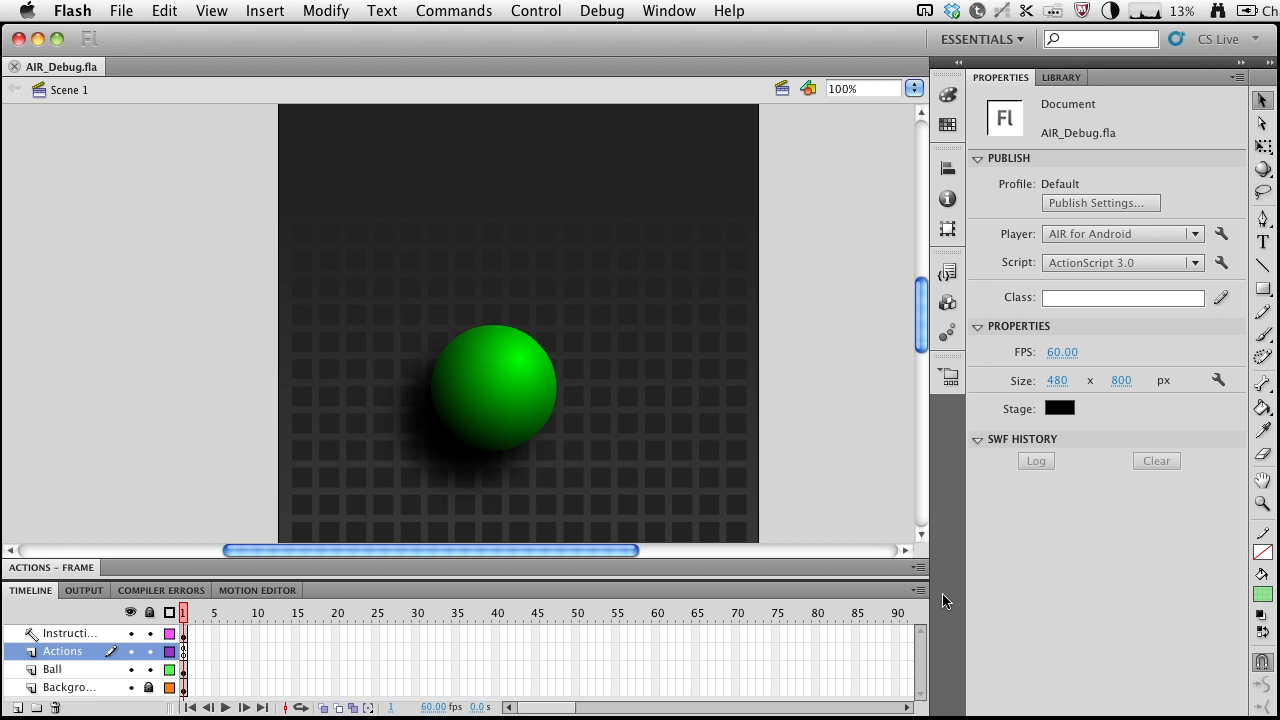 Flash File Edit View Insert Modify Text Commands Control Debug Window Help 13% Ch
Fl ESSENTIALS CS Live
AIR_Debug.fla
Scene 1 100%
PROPERTIES LIBRARY
Fl
Document
AIR_Debug.fla
PUBLISH
Profile: Default
Publish Settings...
Player: AIR for Android
Script: ActionScript 3.0
Class:
PROPERTIES
FPS: 60.00
Size: 480 x 800 px
Stage:
SWF HISTORY
Log Clear
ACTIONS – FRAME
TIMELINE OUTPUT COMPILER ERRORS MOTION EDITOR
1 5 10 15 20 25 30 35 40 45 50 55 60 65 70 75 80 85 90
Instructi...
Actions
Ball
Backgro...
1 60.00 fps 0.0 s
T